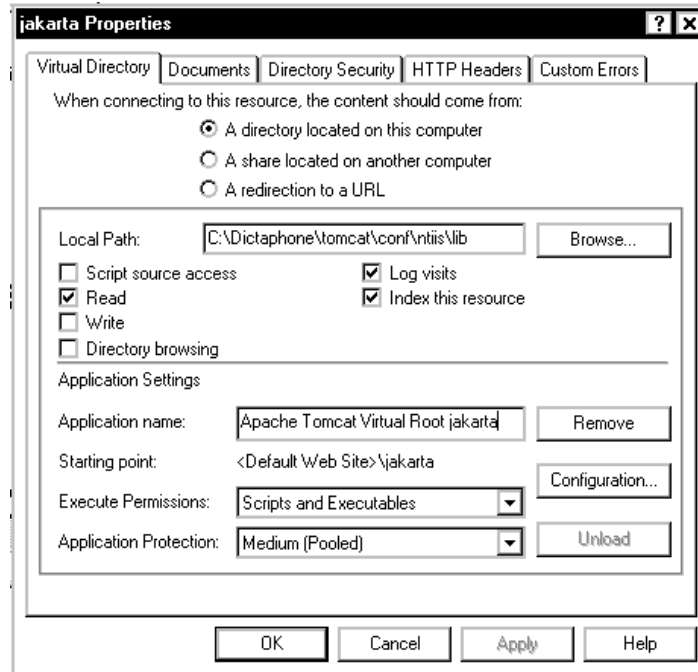 jakarta Properties
Virtual Directory Documents Directory Security HTTP Headers Custom Errors
When connecting to this resource, the content should come from:
A directory located on this computer
A share located on another computer
A redirection to a URL
Local Path: C:\Dictaphone\tomcat\conf\ntiis\lib Browse...
Script source access Log visits
Read Index this resource
Write
Directory browsing
Application Settings
Application name: Apache Tomcat Virtual Root jakarta Remove
Starting point: <Default Web Site>\jakarta
Configuration...
Execute Permissions: Scripts and Executables
Application Protection: Medium (Pooled) Unload
OK Cancel Apply Help